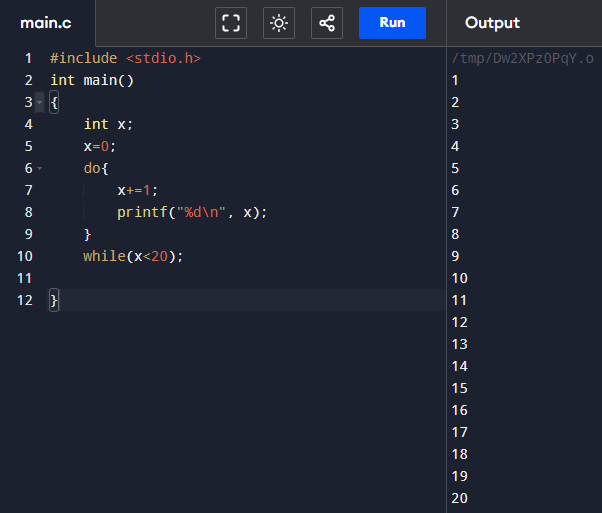 main.c Run Output
1 #include <stdio.h>
2 int main()
3 {
4 int x;
5 x=0;
6 do{
7 x+=1;
8 printf("%d\n", x);
9 }
10 while(x<20);
11
12 }
/tmp/Dw2XPzOPqY.o
1
2
3
4
5
6
7
8
9
10
11
12
13
14
15
16
17
18
19
20